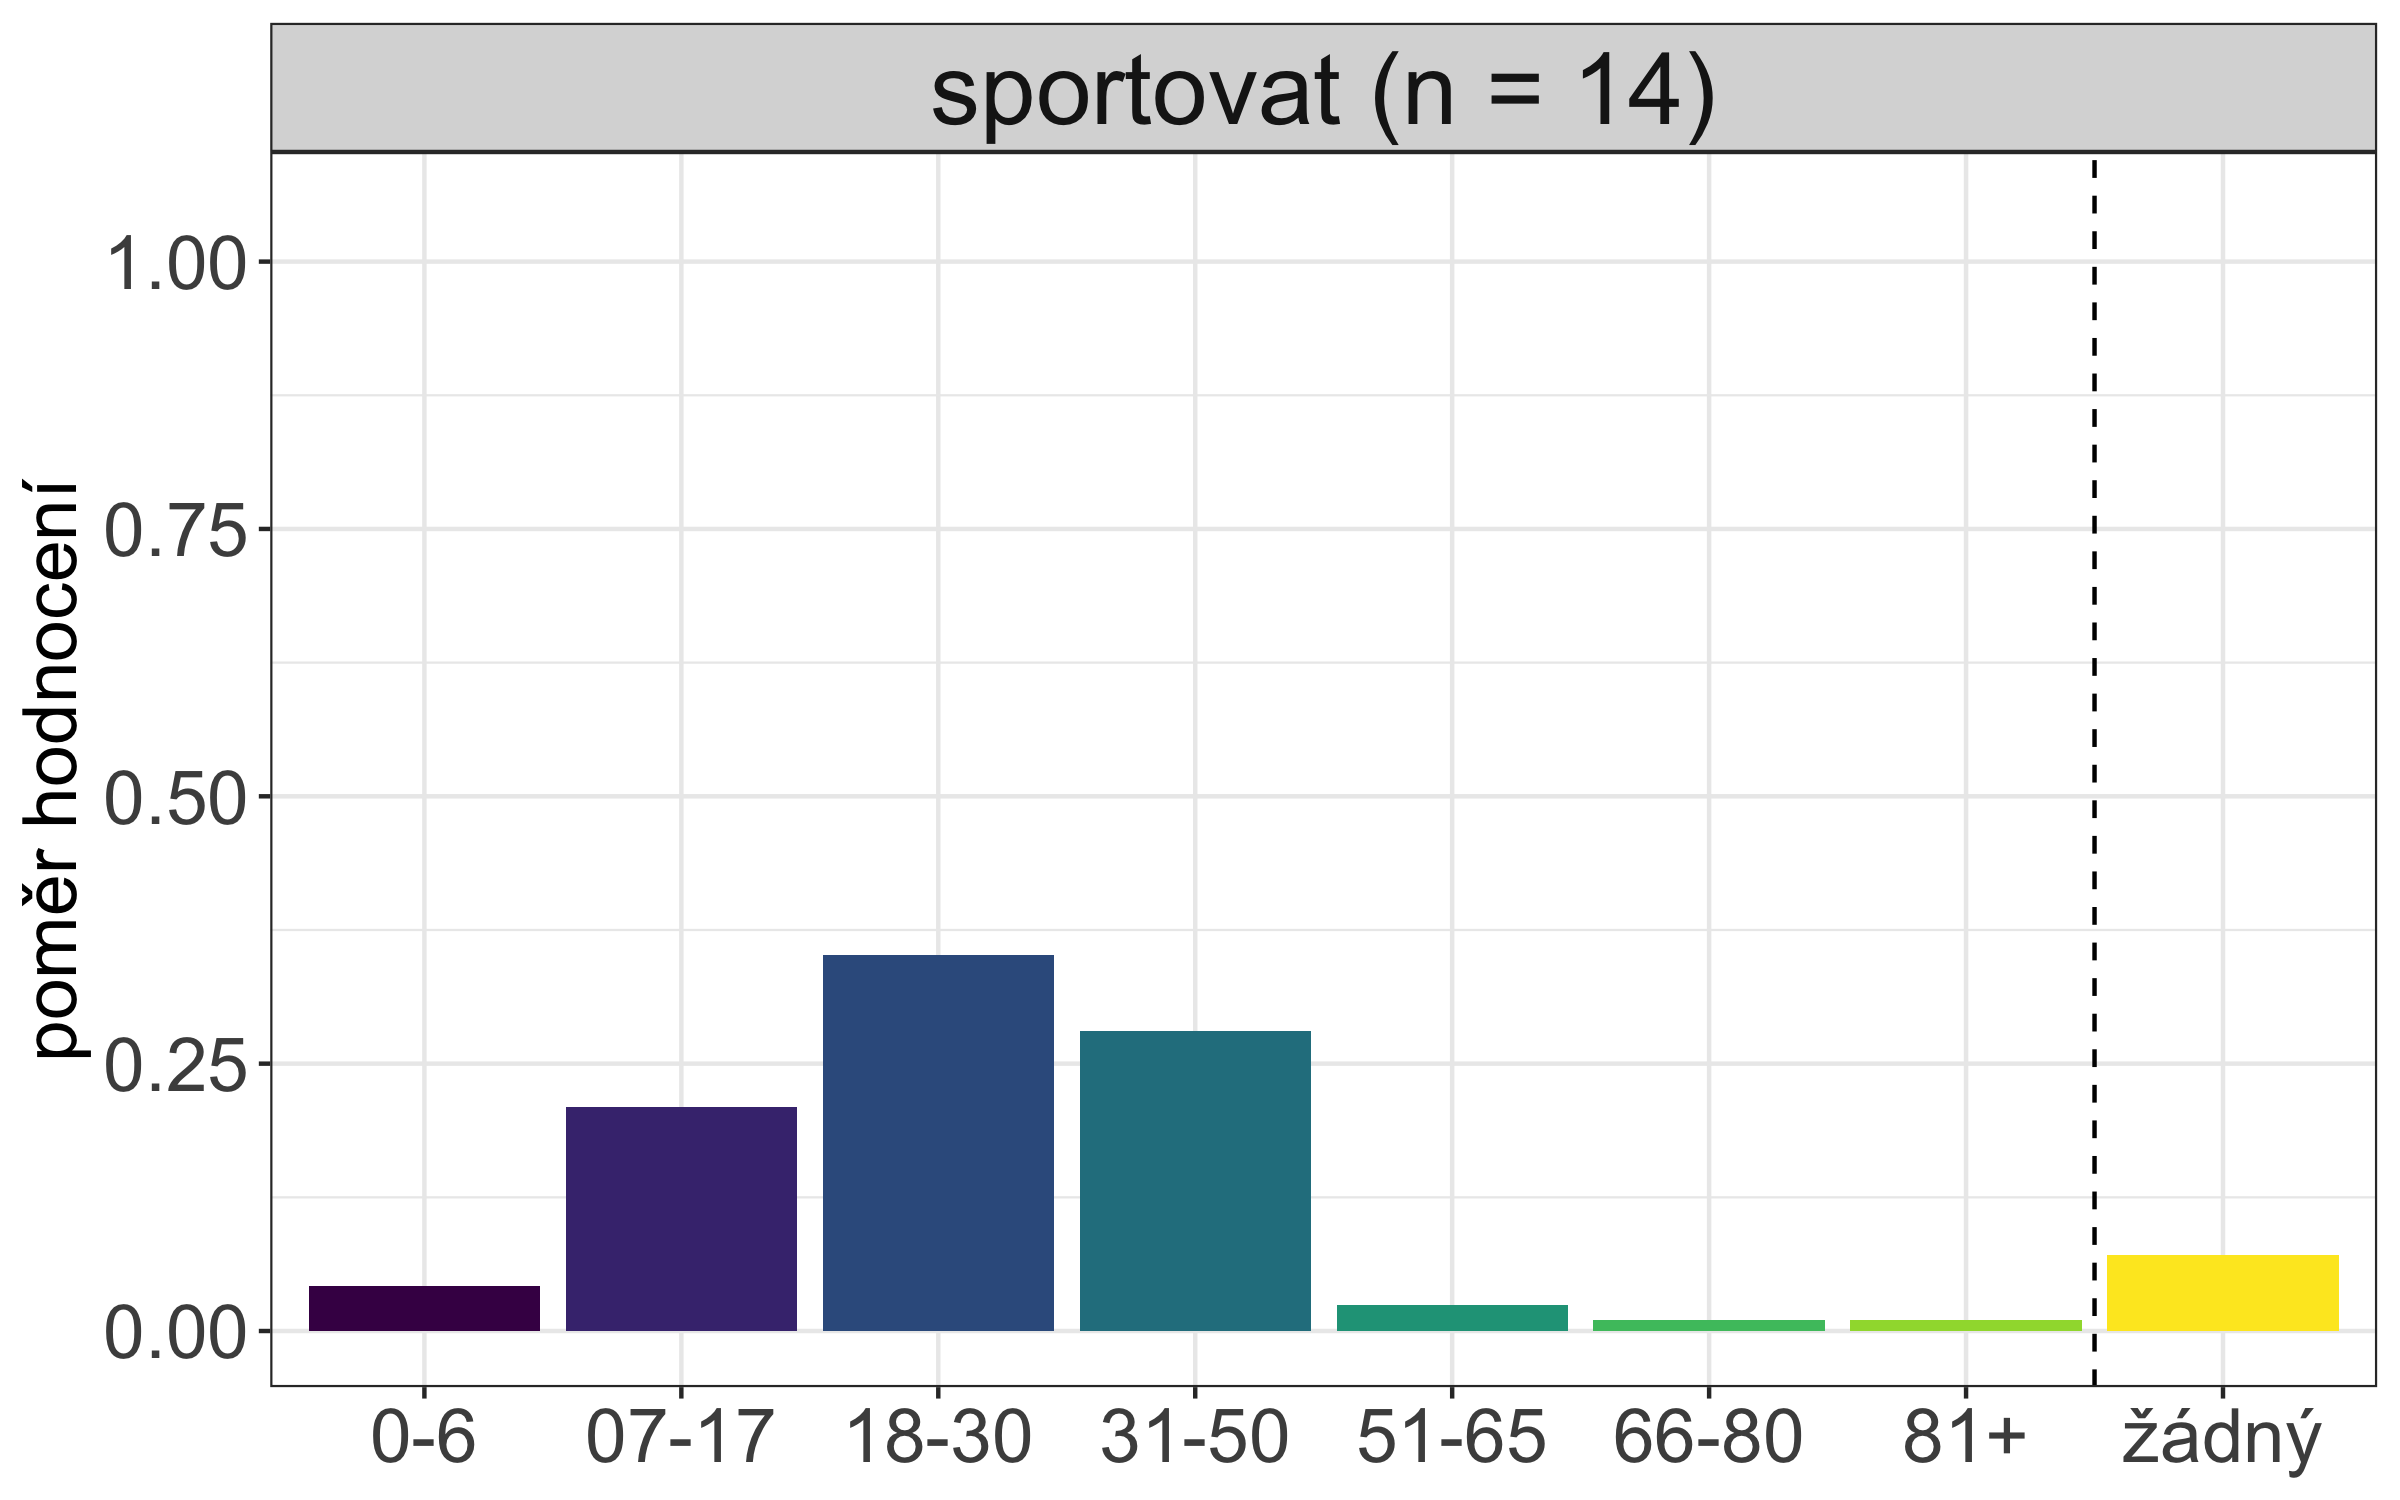 sportovat (n = 14)
poměr hodnocení
1.00
0.75
0.50
0.25
0.00
0-6 07-17 18-30 31-50 51-65 66-80 81+ žádný